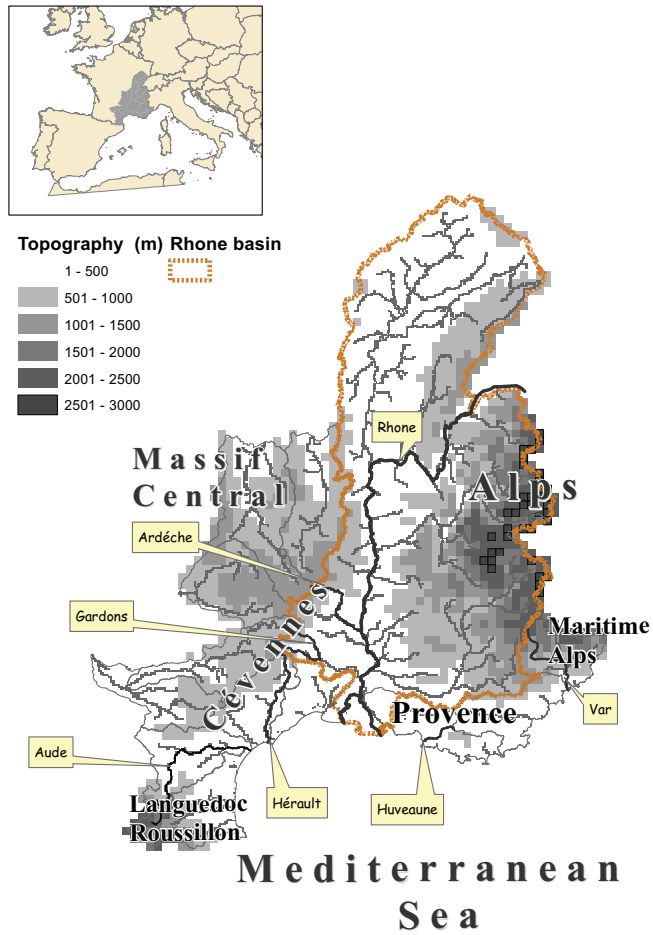 Topography (m) Rhone basin
1 - 500
501 - 1000
1001 - 1500
1501 - 2000
2001 - 2500
2501 - 3000
Rhone
Massif
Central
Alps
Ardéche
Cévennes
Gardons
Maritime
Alps
Var
Provence
Aude
Languedoc
Roussillon
Hérault
Huveaune
Mediterranean
Sea